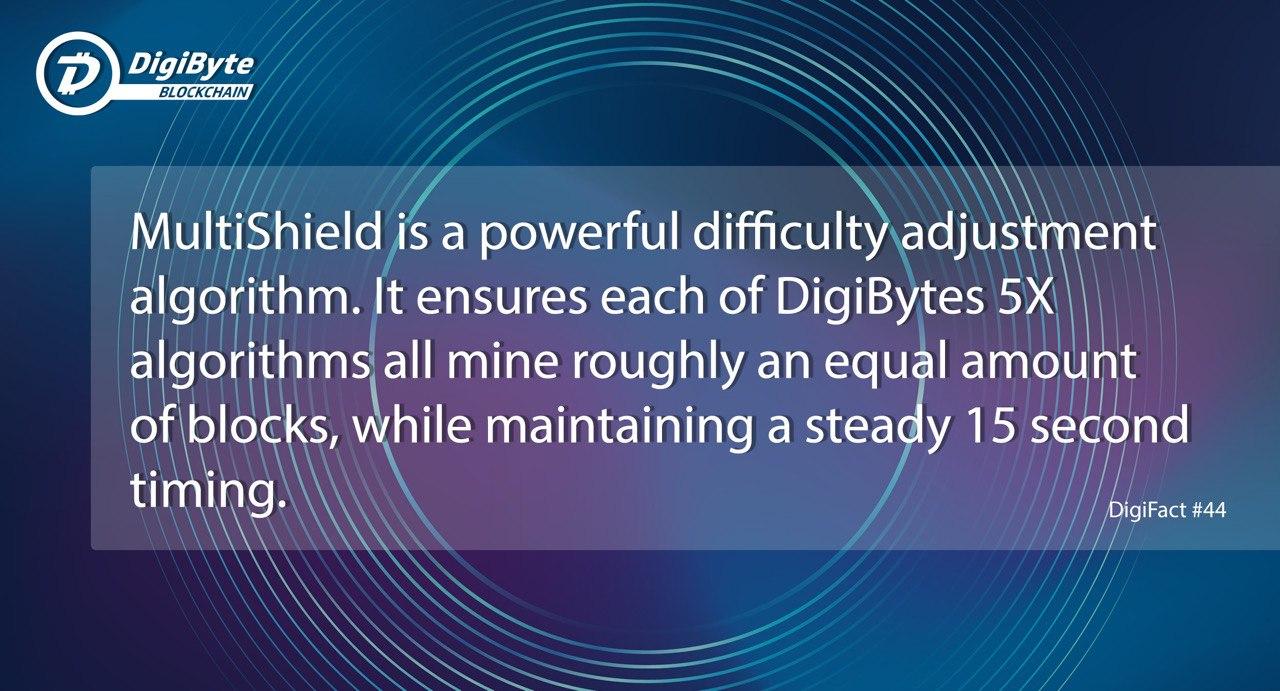 DigiByte
BLOCKCHAIN
MultiShield is a powerful difficulty adjustment
algorithm. It ensures each of DigiBytes 5X
algorithms all mine roughly an equal amount
of blocks, while maintaining a steady 15 second
timing.
DigiFact #44